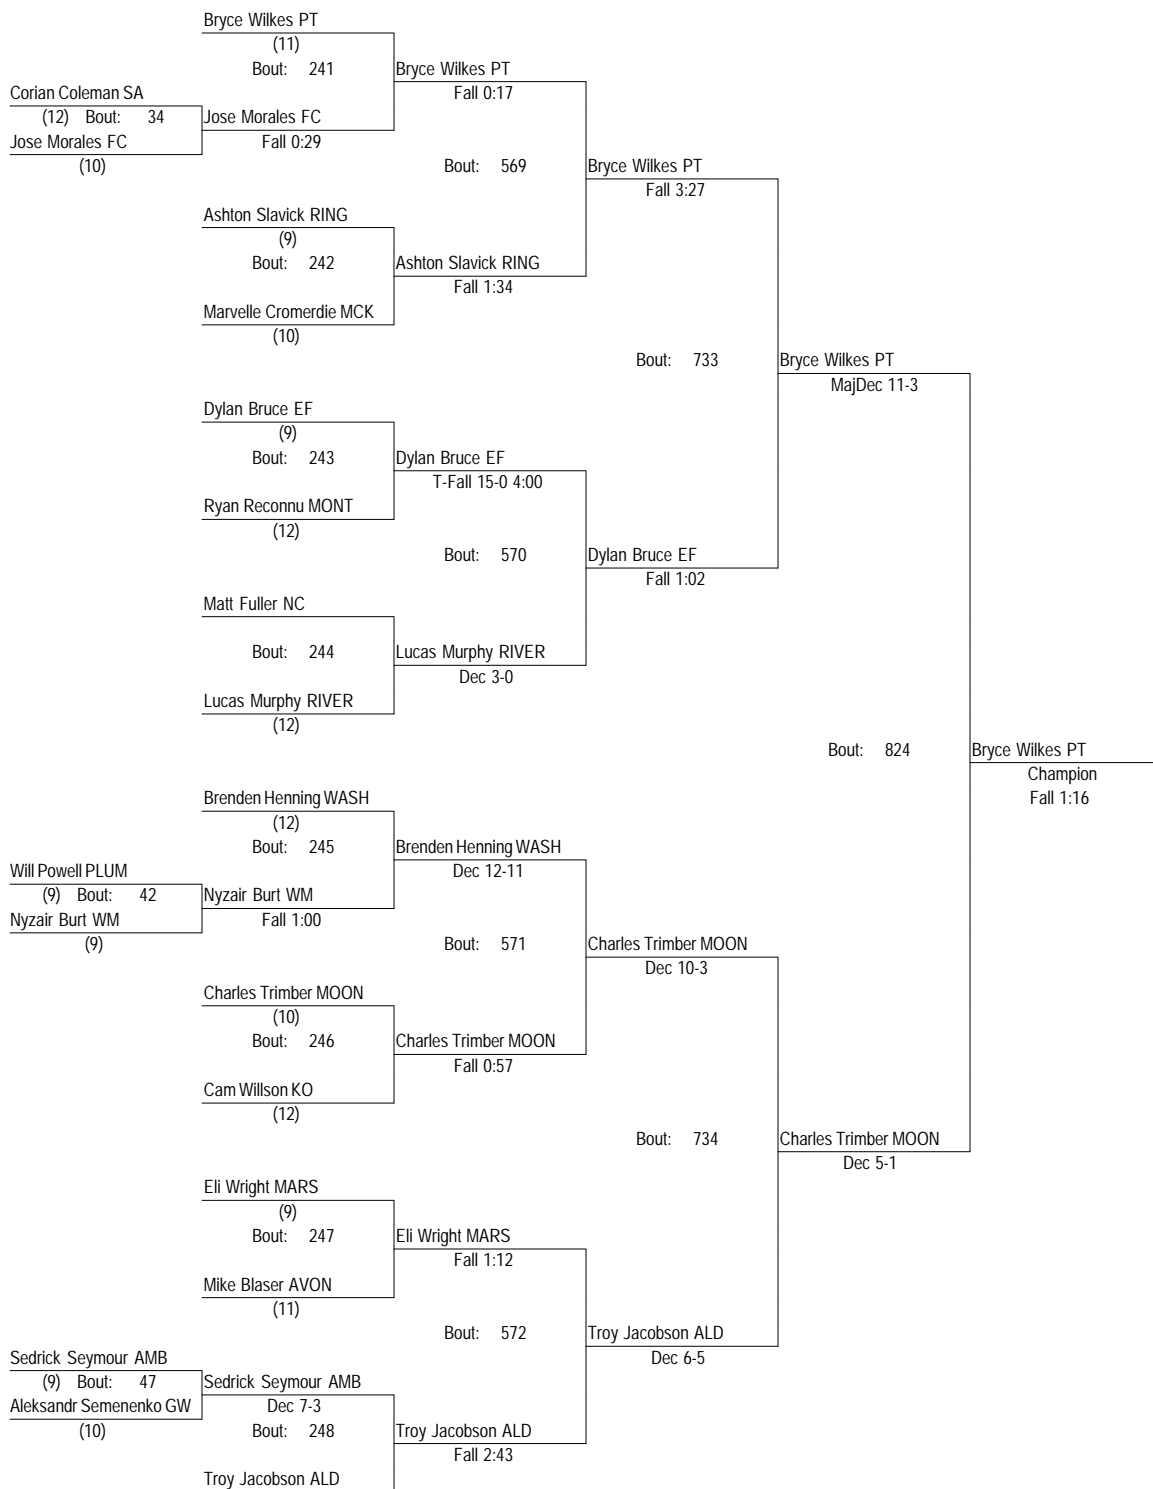 Bryce Wilkes PT
(11)
Bout: 241
Bryce Wilkes PT
Fall 0:17
Corian Coleman SA
(12) Bout: 34
Jose Morales FC
Jose Morales FC
Fall 0:29
(10)
Bout: 569
Bryce Wilkes PT
Fall 3:27
Ashton Slavick RING
(9)
Bout: 242
Ashton Slavick RING
Fall 1:34
Marvelle Cromerdie MCK
(10)
Bout: 733
Bryce Wilkes PT
MajDec 11-3
Dylan Bruce EF
(9)
Bout: 243
Dylan Bruce EF
T-Fall 15-0 4:00
Ryan Reconnu MONT
(12)
Bout: 570
Dylan Bruce EF
Fall 1:02
Matt Fuller NC
Bout: 244
Lucas Murphy RIVER
Dec 3-0
Lucas Murphy RIVER
(12)
Bout: 824
Bryce Wilkes PT
Champion
Fall 1:16
Brenden Henning WASH
(12)
Bout: 245
Brenden Henning WASH
Dec 12-11
Will Powell PLUM
(9) Bout: 42
Nyzair Burt WM
Nyzair Burt WM
Fall 1:00
(9)
Bout: 571
Charles Trimber MOON
Dec 10-3
Charles Trimber MOON
(10)
Bout: 246
Charles Trimber MOON
Fall 0:57
Cam Willson KO
(12)
Bout: 734
Charles Trimber MOON
Dec 5-1
Eli Wright MARS
(9)
Bout: 247
Eli Wright MARS
Fall 1:12
Mike Blaser AVON
(11)
Bout: 572
Troy Jacobson ALD
Dec 6-5
Sedrick Seymour AMB
(9) Bout: 47
Sedrick Seymour AMB
Aleksandr Semenenko GW
Dec 7-3
(10)
Bout: 248
Troy Jacobson ALD
Fall 2:43
Troy Jacobson ALD